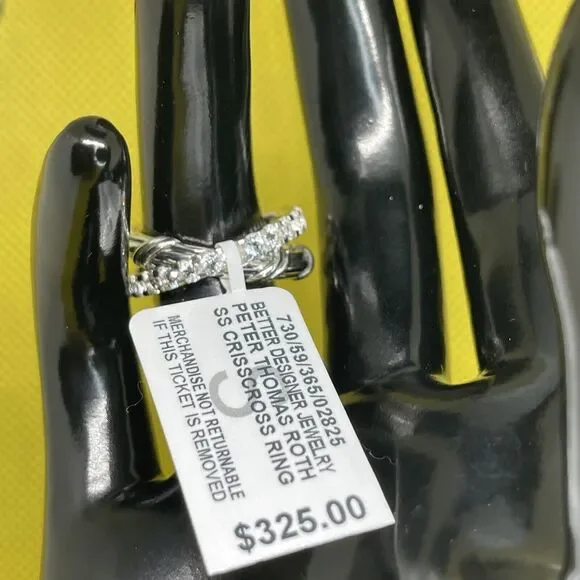 730/59/365/02825
BETTER DESIGNER JEWELRY
PETER THOMAS ROTH
SS CRISSCROSS RING
MERCHANDISE NOT RETURNABLE
IF THIS TICKET IS REMOVED
$325.00